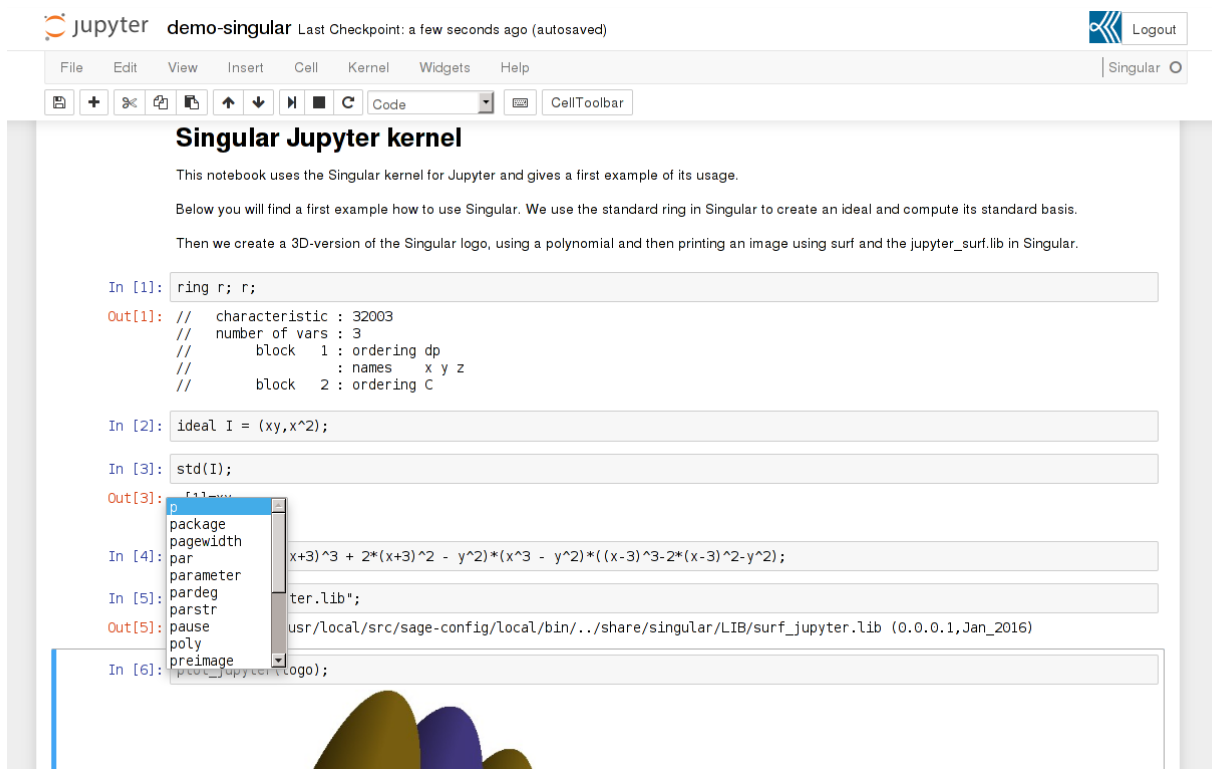 jupyter demo-singular Last Checkpoint: a few seconds ago (autosaved) Logout
File Edit View Insert Cell Kernel Widgets Help Singular
Code CellToolbar
Singular Jupyter kernel
This notebook uses the Singular kernel for Jupyter and gives a first example of its usage.
Below you will find a first example how to use Singular. We use the standard ring in Singular to create an ideal and compute its standard basis.
Then we create a 3D-version of the Singular logo, using a polynomial and then printing an image using surf and the jupyter_surf.lib in Singular.
In [1]: ring r; r;
Out[1]: // characteristic : 32003
// number of vars : 3
// block 1 : ordering dp
// : names x y z
// block 2 : ordering C
In [2]: ideal I = (xy,x^2);
In [3]: std(I);
Out[3]: _[1]=xy
p
package
pagewidth
par
parameter
pardeg
parstr
pause
poly
preimage
In [4]: x+3)^3 + 2*(x+3)^2 - y^2)*(x^3 - y^2)*((x-3)^3-2*(x-3)^2-y^2);
In [5]: ter.lib";
Out[5]: usr/local/src/sage-config/local/bin/../share/singular/LIB/surf_jupyter.lib (0.0.0.1,Jan_2016)
In [6]: plot_jupyter(logo);